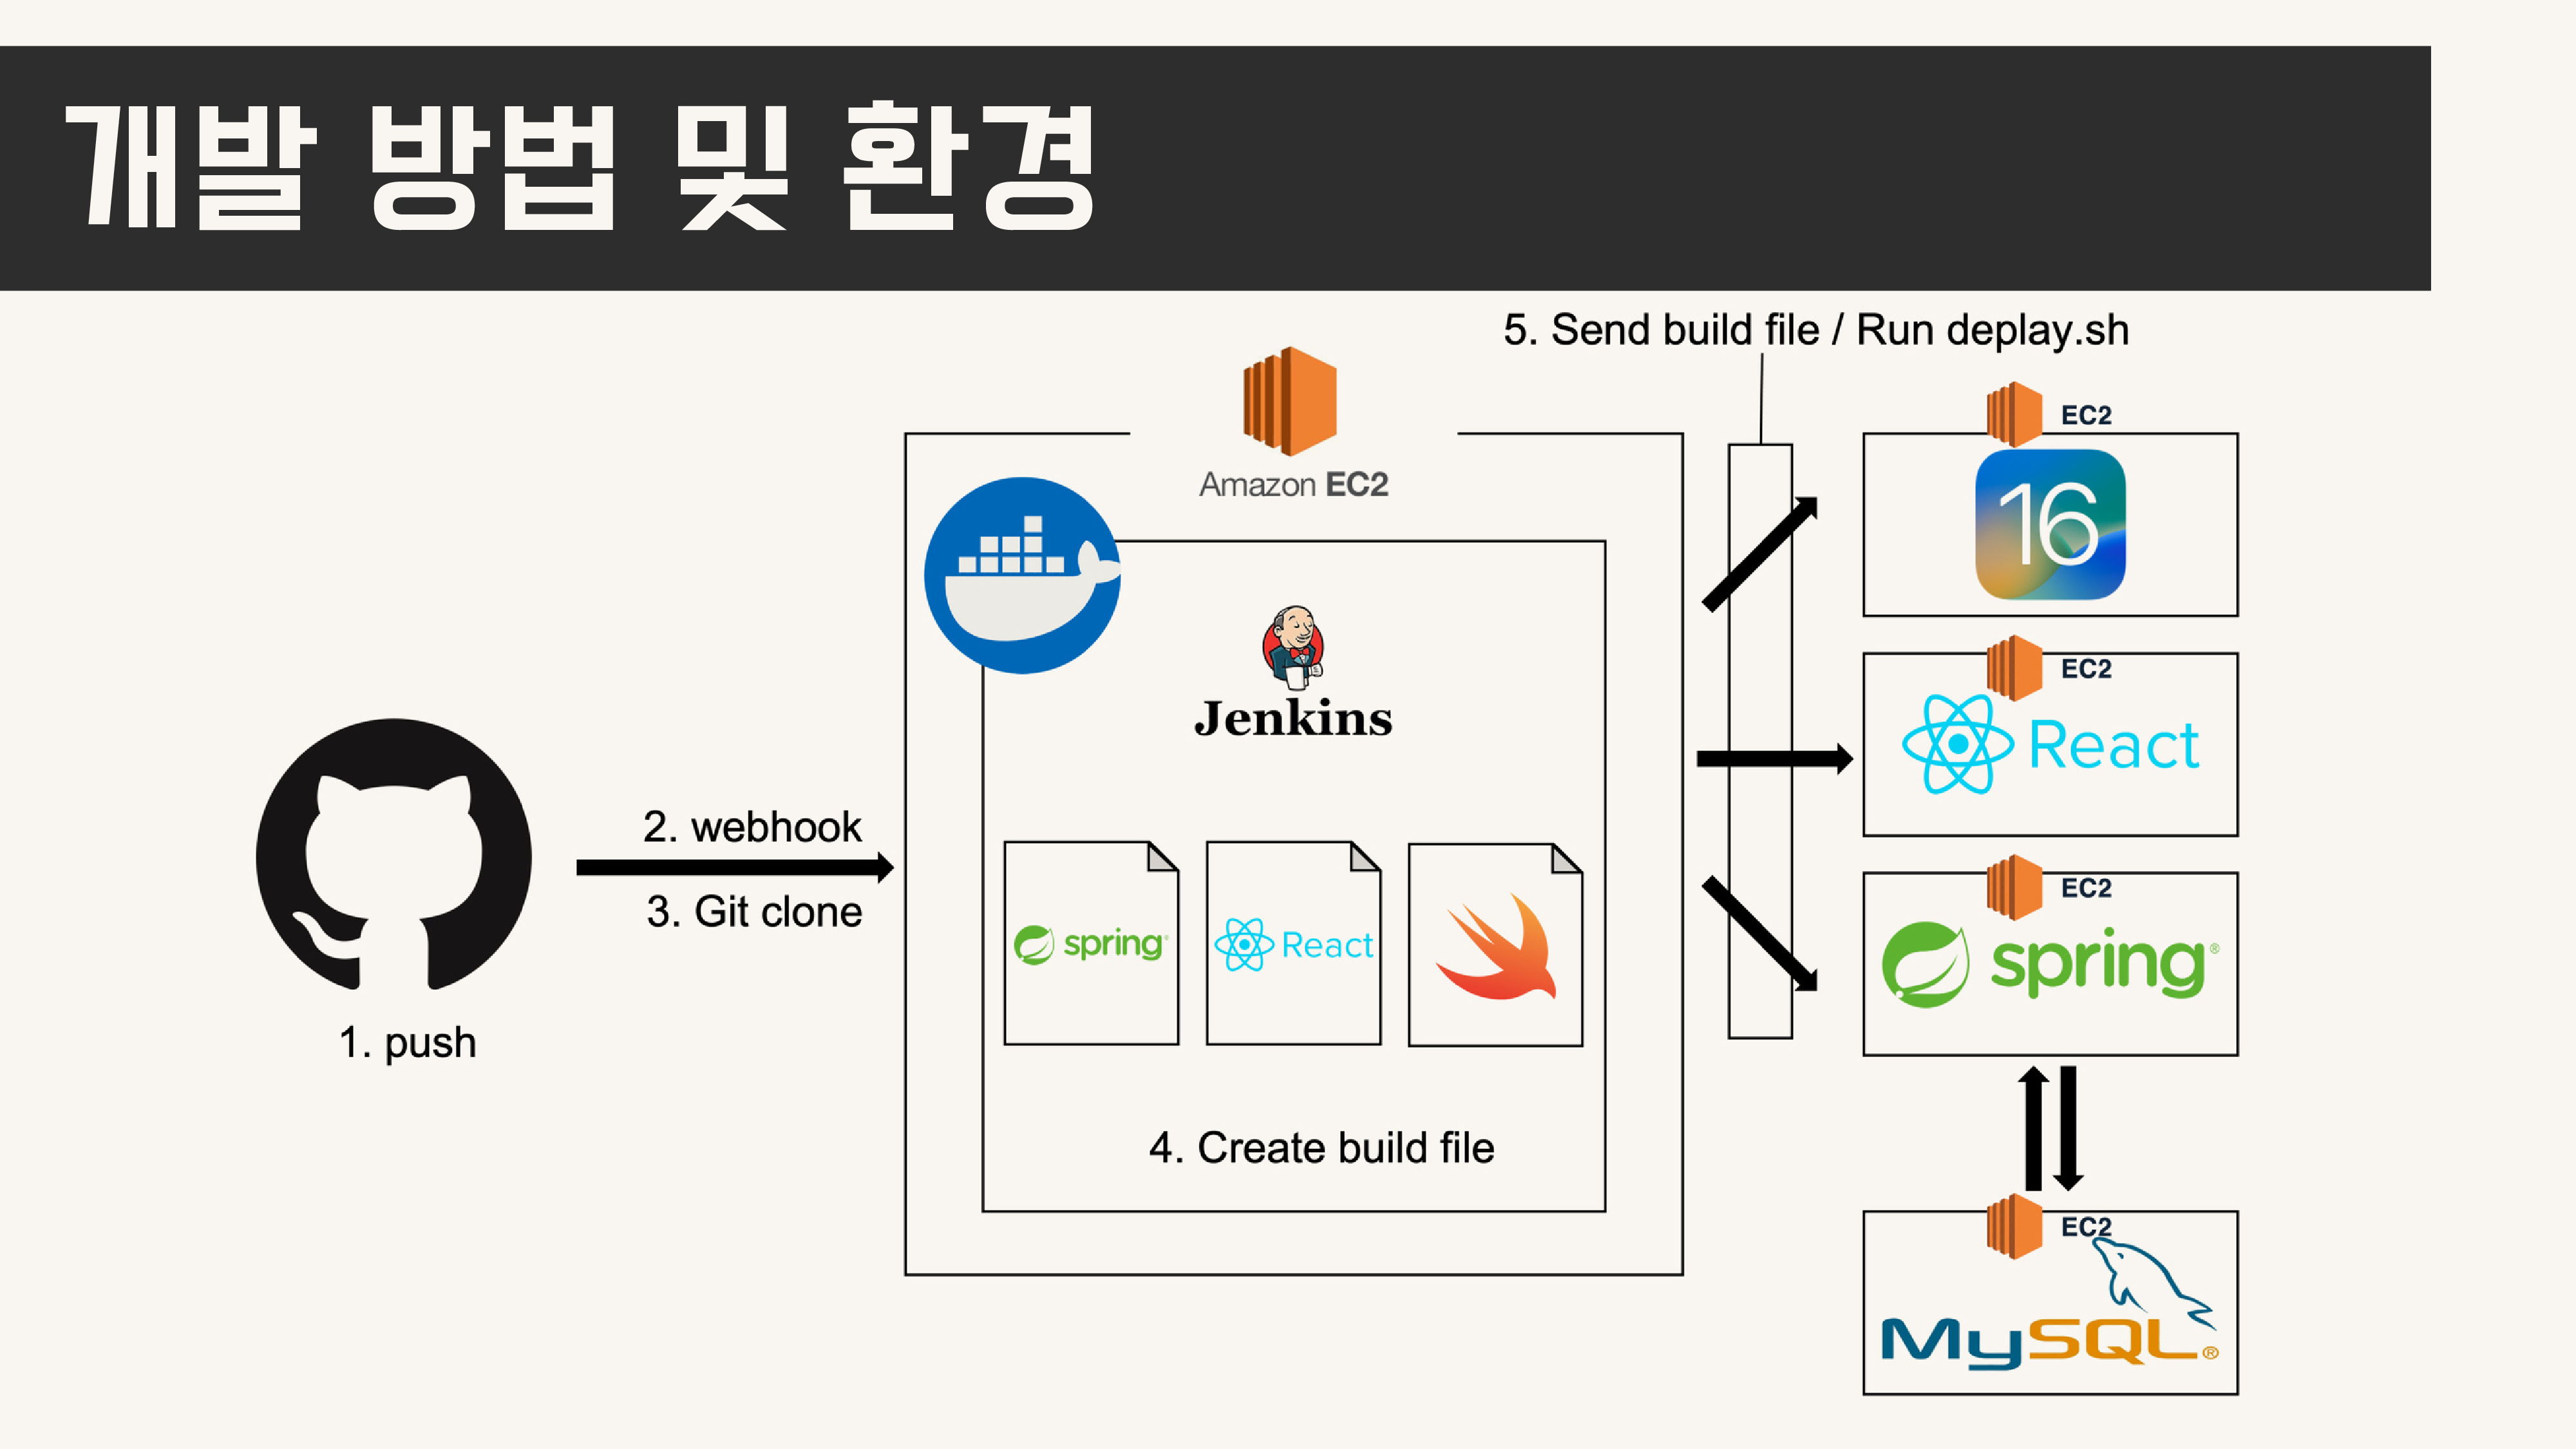 개발 방법 및 환경
5. Send build file / Run deplay.sh
Amazon EC2
EC2
16
Jenkins
EC2
React
2. webhook
3. Git clone
spring
React
EC2
spring®
1. push
4. Create build file
EC2
MySQL®